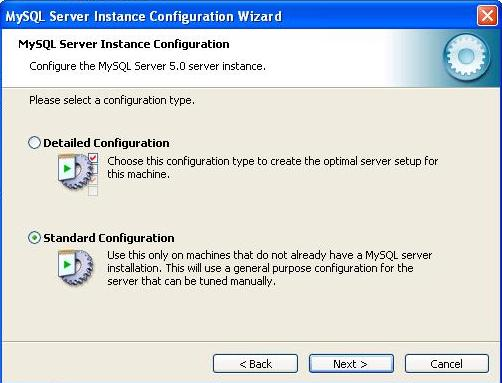 MySQL Server Instance Configuration Wizard
MySQL Server Instance Configuration
Configure the MySQL Server 5.0 server instance.
Please select a configuration type.
Detailed Configuration
Choose this configuration type to create the optimal server setup for
this machine.
Standard Configuration
Use this only on machines that do not already have a MySQL server
installation. This will use a general purpose configuration for the
server that can be tuned manually.
< Back
Next >
Cancel